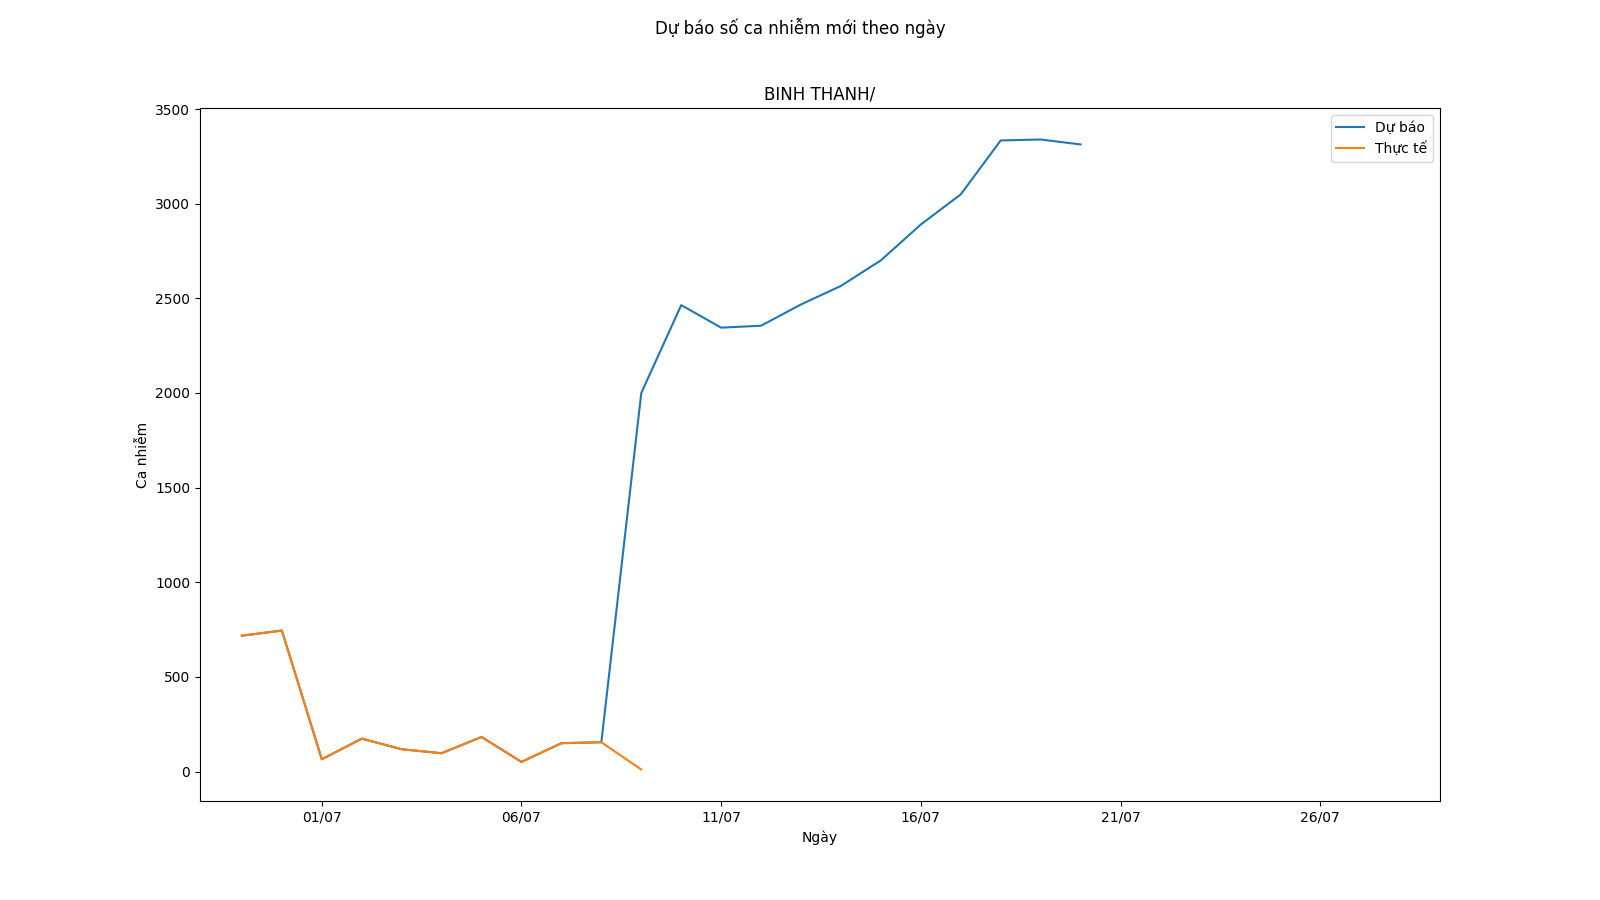 Dự báo số ca nhiễm mới theo ngày
BINH THANH/
Dự báo
Thực tế
3500
3000
2500
2000
1500
1000
500
0
Ca nhiễm
01/07
06/07
11/07
16/07
21/07
26/07
Ngày